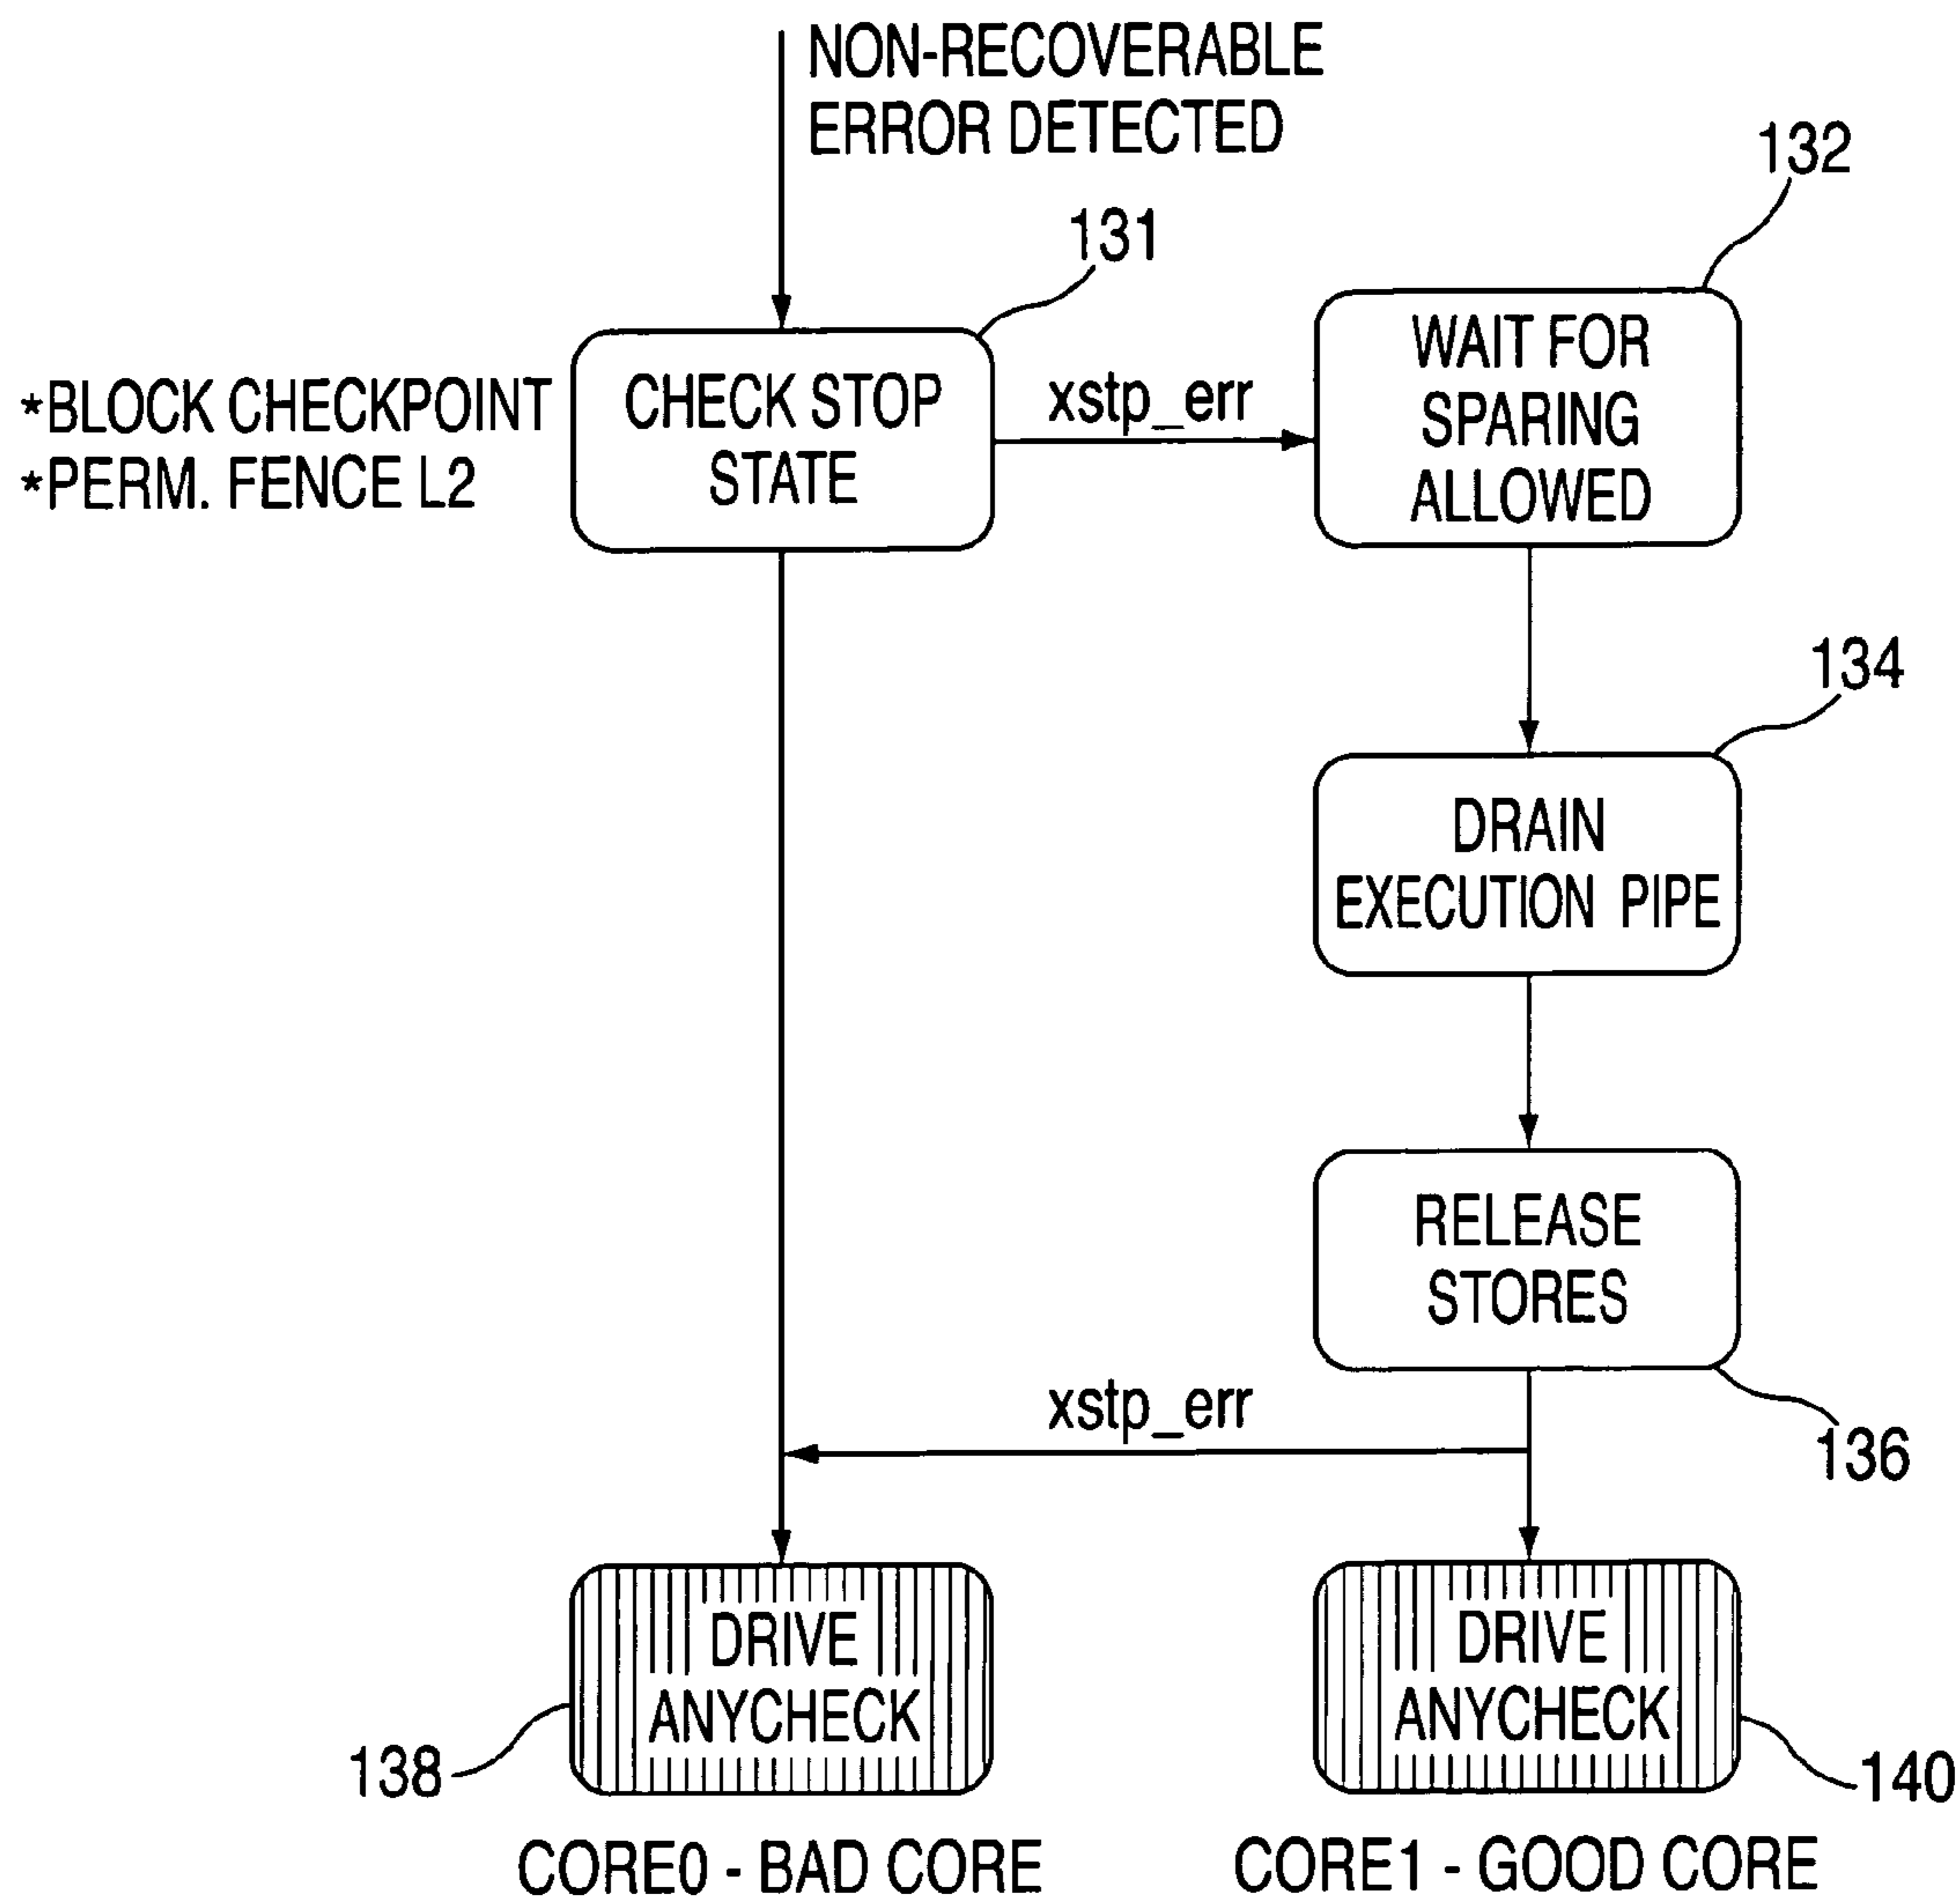 NON-RECOVERABLE
ERROR DETECTED
132
131
*BLOCK CHECKPOINT
*PERM. FENCE L2
CHECK STOP
STATE
xstp_err
WAIT FOR
SPARING
ALLOWED
134
DRAIN
EXECUTION PIPE
RELEASE
STORES
xstp_err
136
DRIVE
ANYCHECK
DRIVE
ANYCHECK
138
140
CORE0 - BAD CORE
CORE1 - GOOD CORE